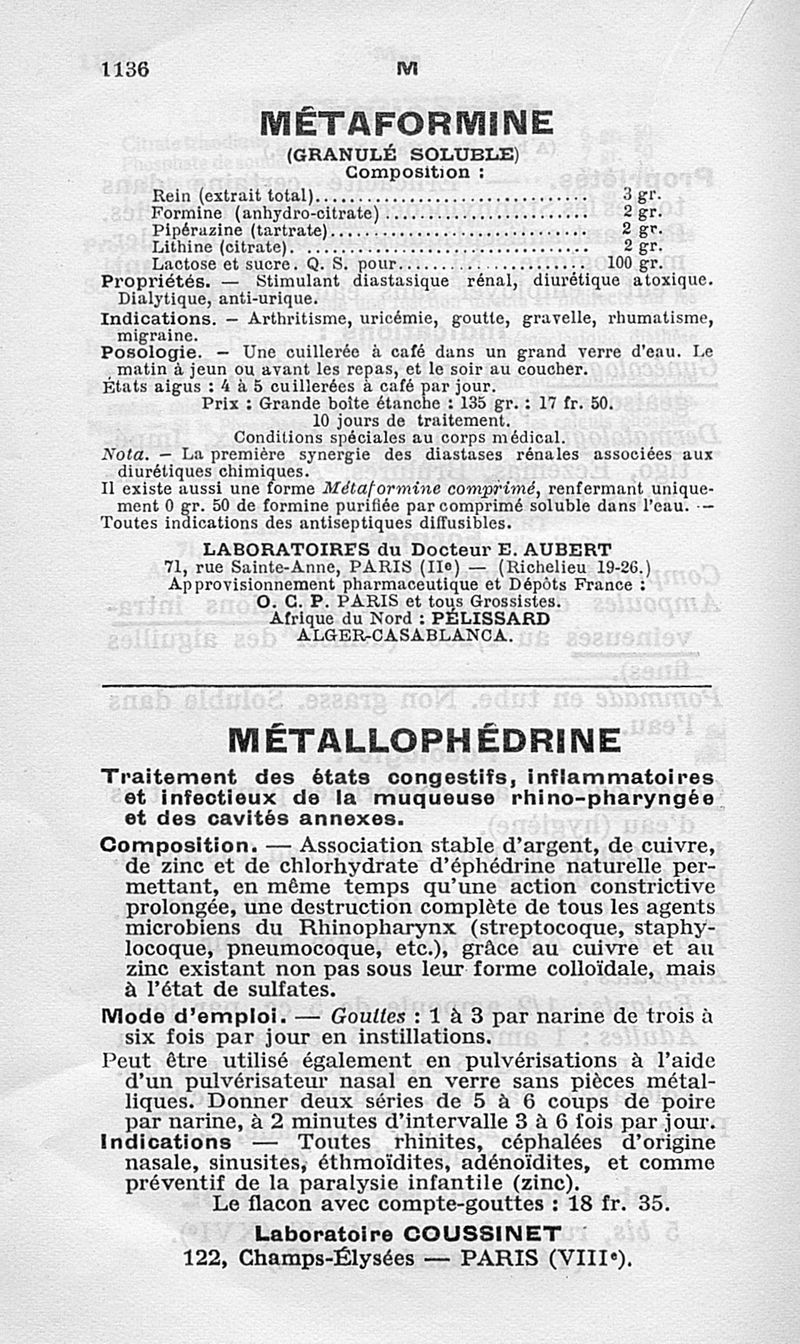 1136
M
MÉTAFORMINE
(GRANULÉ SOLUBLE)
Composition :
Rein (extrait total)................................ 3 gr.
Formine (anhydro-citrate)........................ 2 gr.
Pipérazine (tartrate).............................. 2 gr.
Lithine (citrate).................................. 2 gr.
Lactose et sucre. Q. S. pour...................... 100 gr.
Propriétés. — Stimulant diastasique rénal, diurétique atoxique.
Dialytique, anti-urique.
Indications. — Arthritisme, uricémie, goutte, gravelle, rhumatisme,
migraine.
Posologie. — Une cuillerée à café dans un grand verre d'eau. Le
matin à jeun ou avant les repas, et le soir au coucher.
États aigus : 4 à 5 cuillerées à café par jour.
Prix : Grande boîte étanche : 135 gr. : 17 fr. 50.
10 jours de traitement.
Conditions spéciales au corps médical.
Nota. — La première synergie des diastases rénales associées aux
diurétiques chimiques.
Il existe aussi une forme Métaformine comprimé, renfermant unique-
ment 0 gr. 50 de formine purifiée par comprimé soluble dans l'eau. —
Toutes indications des antiseptiques diffusibles.
LABORATOIRES du Docteur E. AUBERT
71, rue Sainte-Anne, PARIS (IIe) — (Richelieu 19-26.)
Approvisionnement pharmaceutique et Dépôts France :
O. C. P. PARIS et tous Grossistes.
Afrique du Nord : PÉLISSARD
ALGER-CASABLANCA.
MÉTALLOPHÉDRINE
Traitement des états congestifs, inflammatoires
et infectieux de la muqueuse rhino-pharyngée
et des cavités annexes.
Composition. — Association stable d'argent, de cuivre,
de zinc et de chlorhydrate d'éphédrine naturelle per-
mettant, en même temps qu'une action constrictive
prolongée, une destruction complète de tous les agents
microbiens du Rhinopharynx (streptocoque, staphy-
locoque, pneumocoque, etc.), grâce au cuivre et au
zinc existant non pas sous leur forme colloïdale, mais
à l'état de sulfates.
Mode d'emploi. — Gouttes : 1 à 3 par narine de trois à
six fois par jour en instillations.
Peut être utilisé également en pulvérisations à l'aide
d'un pulvérisateur nasal en verre sans pièces métal-
liques. Donner deux séries de 5 à 6 coups de poire
par narine, à 2 minutes d'intervalle 3 à 6 fois par jour.
Indications — Toutes rhinites, céphalées d'origine
nasale, sinusites, éthmoïdites, adénoïdites, et comme
préventif de la paralysie infantile (zinc).
Le flacon avec compte-gouttes : 18 fr. 35.
Laboratoire COUSSINET
122, Champs-Élysées — PARIS (VIIIe).